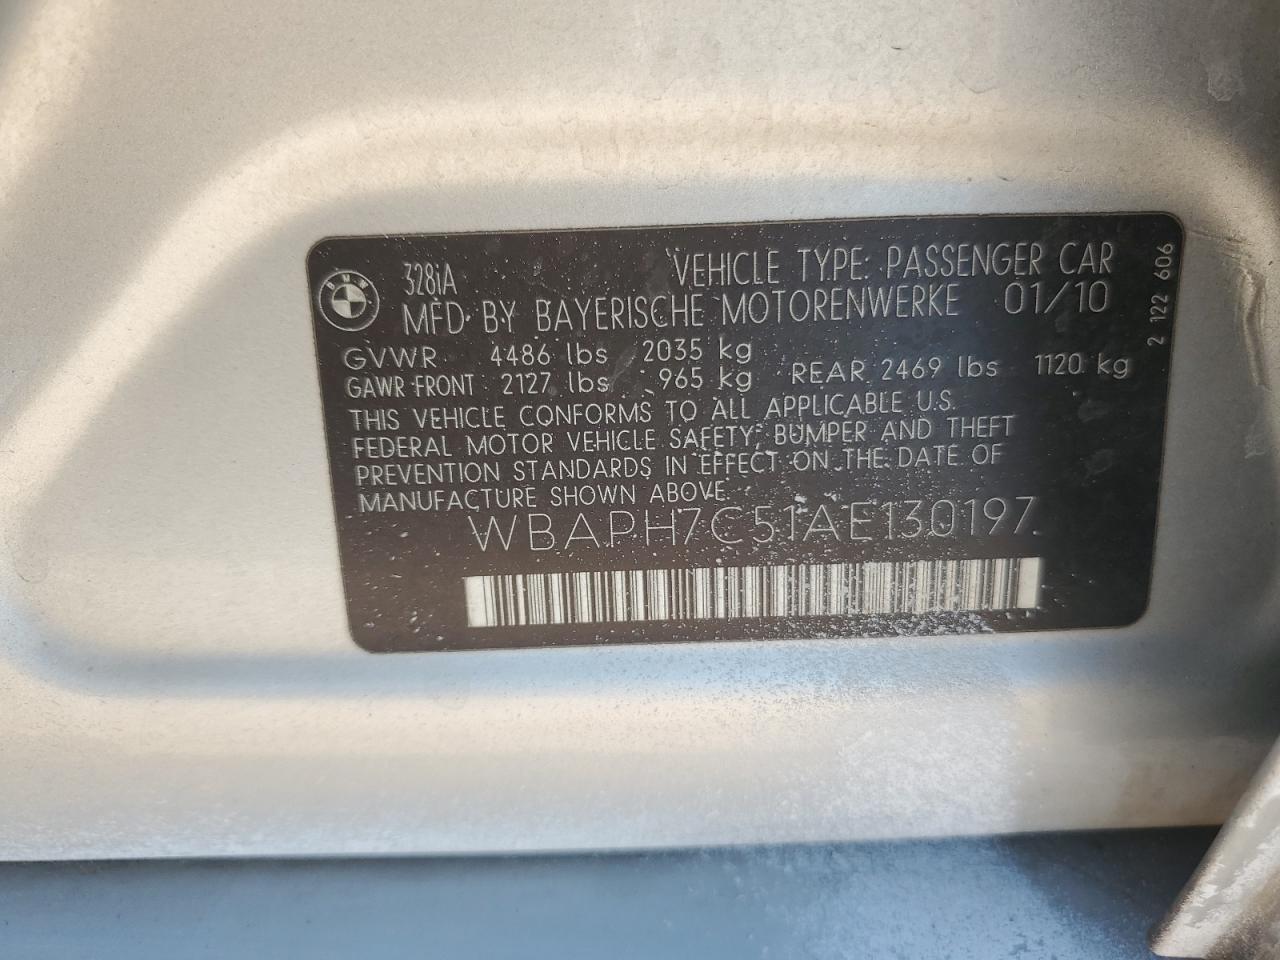 BMW
328iA VEHICLE TYPE: PASSENGER CAR
MFD. BY BAYERISCHE MOTORENWERKE 01/10
GVWR 4486 lbs 2035 kg
GAWR FRONT 2127 lbs 965 kg REAR 2469 lbs 1120 kg
THIS VEHICLE CONFORMS TO ALL APPLICABLE U.S.
FEDERAL MOTOR VEHICLE SAFETY, BUMPER AND THEFT
PREVENTION STANDARDS IN EFFECT ON THE DATE OF
MANUFACTURE SHOWN ABOVE.
WBAPH7C51AE130197
2 122 606